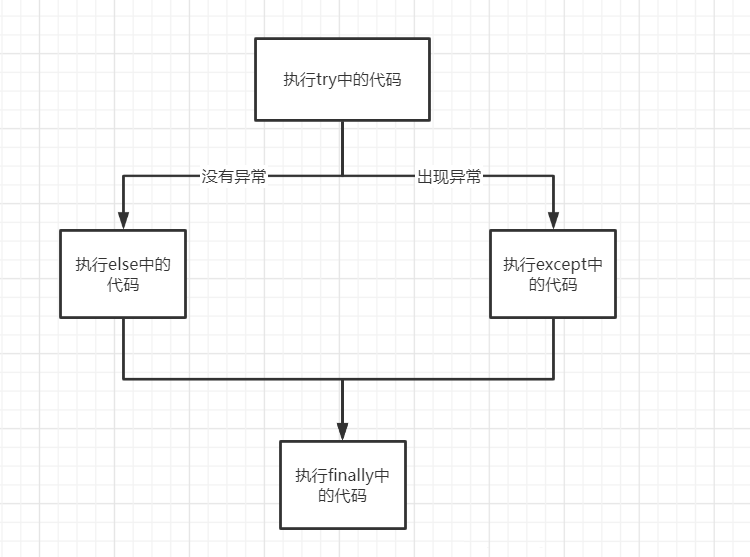 执行try中的代码
没有异常
出现异常
执行else中的
代码
执行except中
的代码
执行finally中
的代码